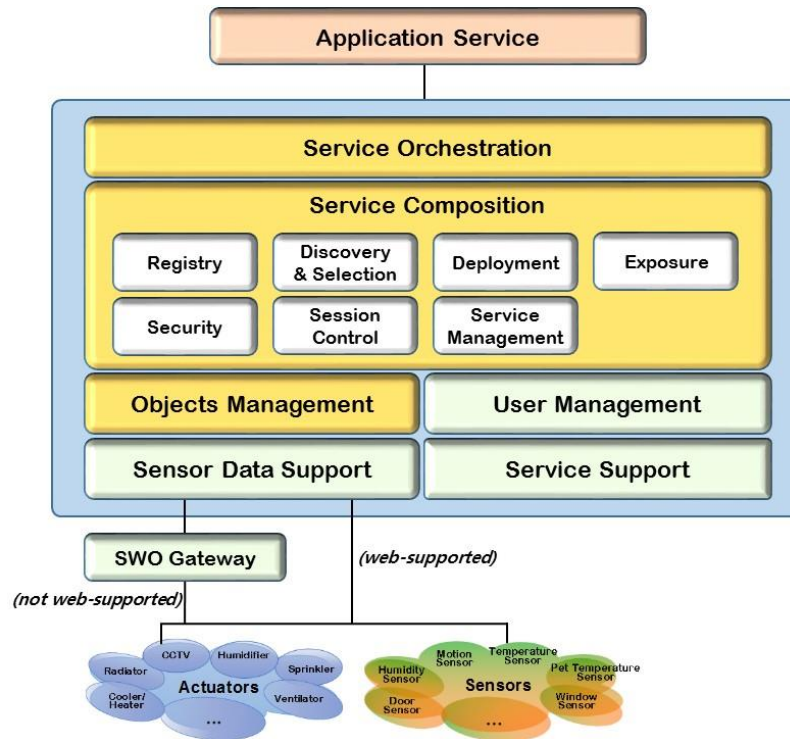 Application Service
Service Orchestration
Service Composition
Registry
Discovery
& Selection
Deployment
Exposure
Security
Session
Control
Service
Management
Objects Management
User Management
Sensor Data Support
Service Support
SWO Gateway
(web-supported)
(not web-supported)
CCTV
Humidifier
Radiator
Sprinkler
Actuators
Cooler/
Heater
Ventilator
...
Motion
Sensor
Temperature
Sensor
Humidity
Sensor
Pet Temperature
Sensor
Sensors
Door
Sensor
Window
Sensor
...